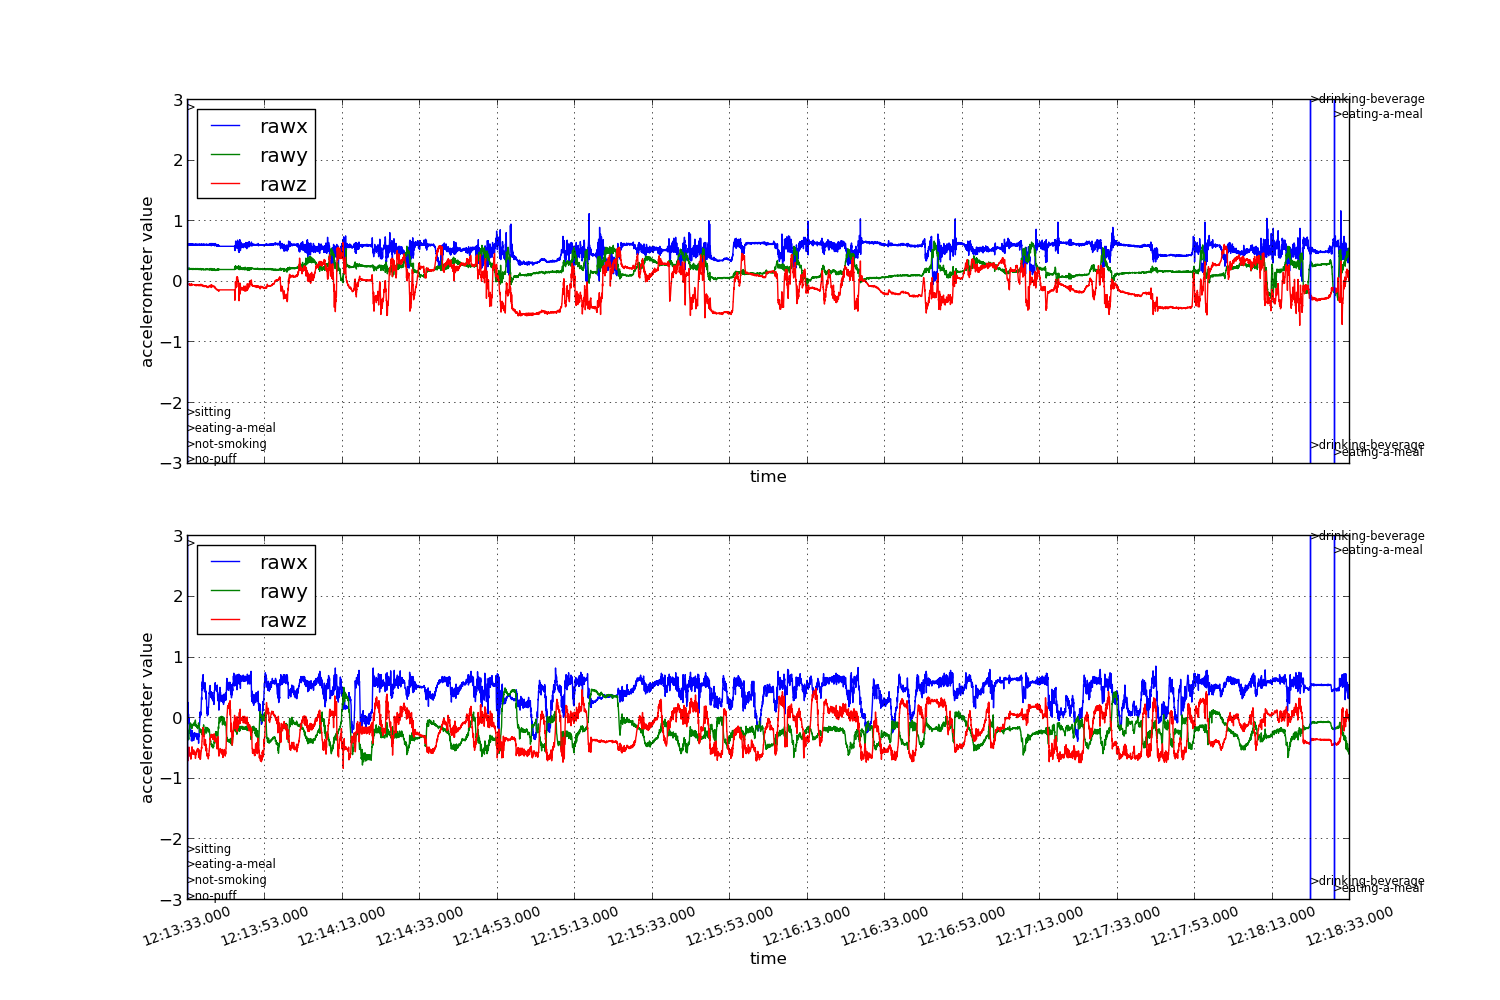 3
>
>drinking-beverage
>eating-a-meal
rawx
rawy
rawz
2
1
0
−1
−2
−3
accelerometer value
>sitting
>eating-a-meal
>not-smoking
>no-puff
>drinking-beverage
>eating-a-meal
time
3
>
>drinking-beverage
>eating-a-meal
rawx
rawy
rawz
2
1
0
−1
−2
−3
accelerometer value
>sitting
>eating-a-meal
>not-smoking
>no-puff
>drinking-beverage
>eating-a-meal
12:13:33.000 12:13:53.000 12:14:13.000 12:14:33.000 12:14:53.000 12:15:13.000 12:15:33.000 12:15:53.000 12:16:13.000 12:16:33.000 12:16:53.000 12:17:13.000 12:17:33.000 12:17:53.000 12:18:13.000 12:18:33.000
time